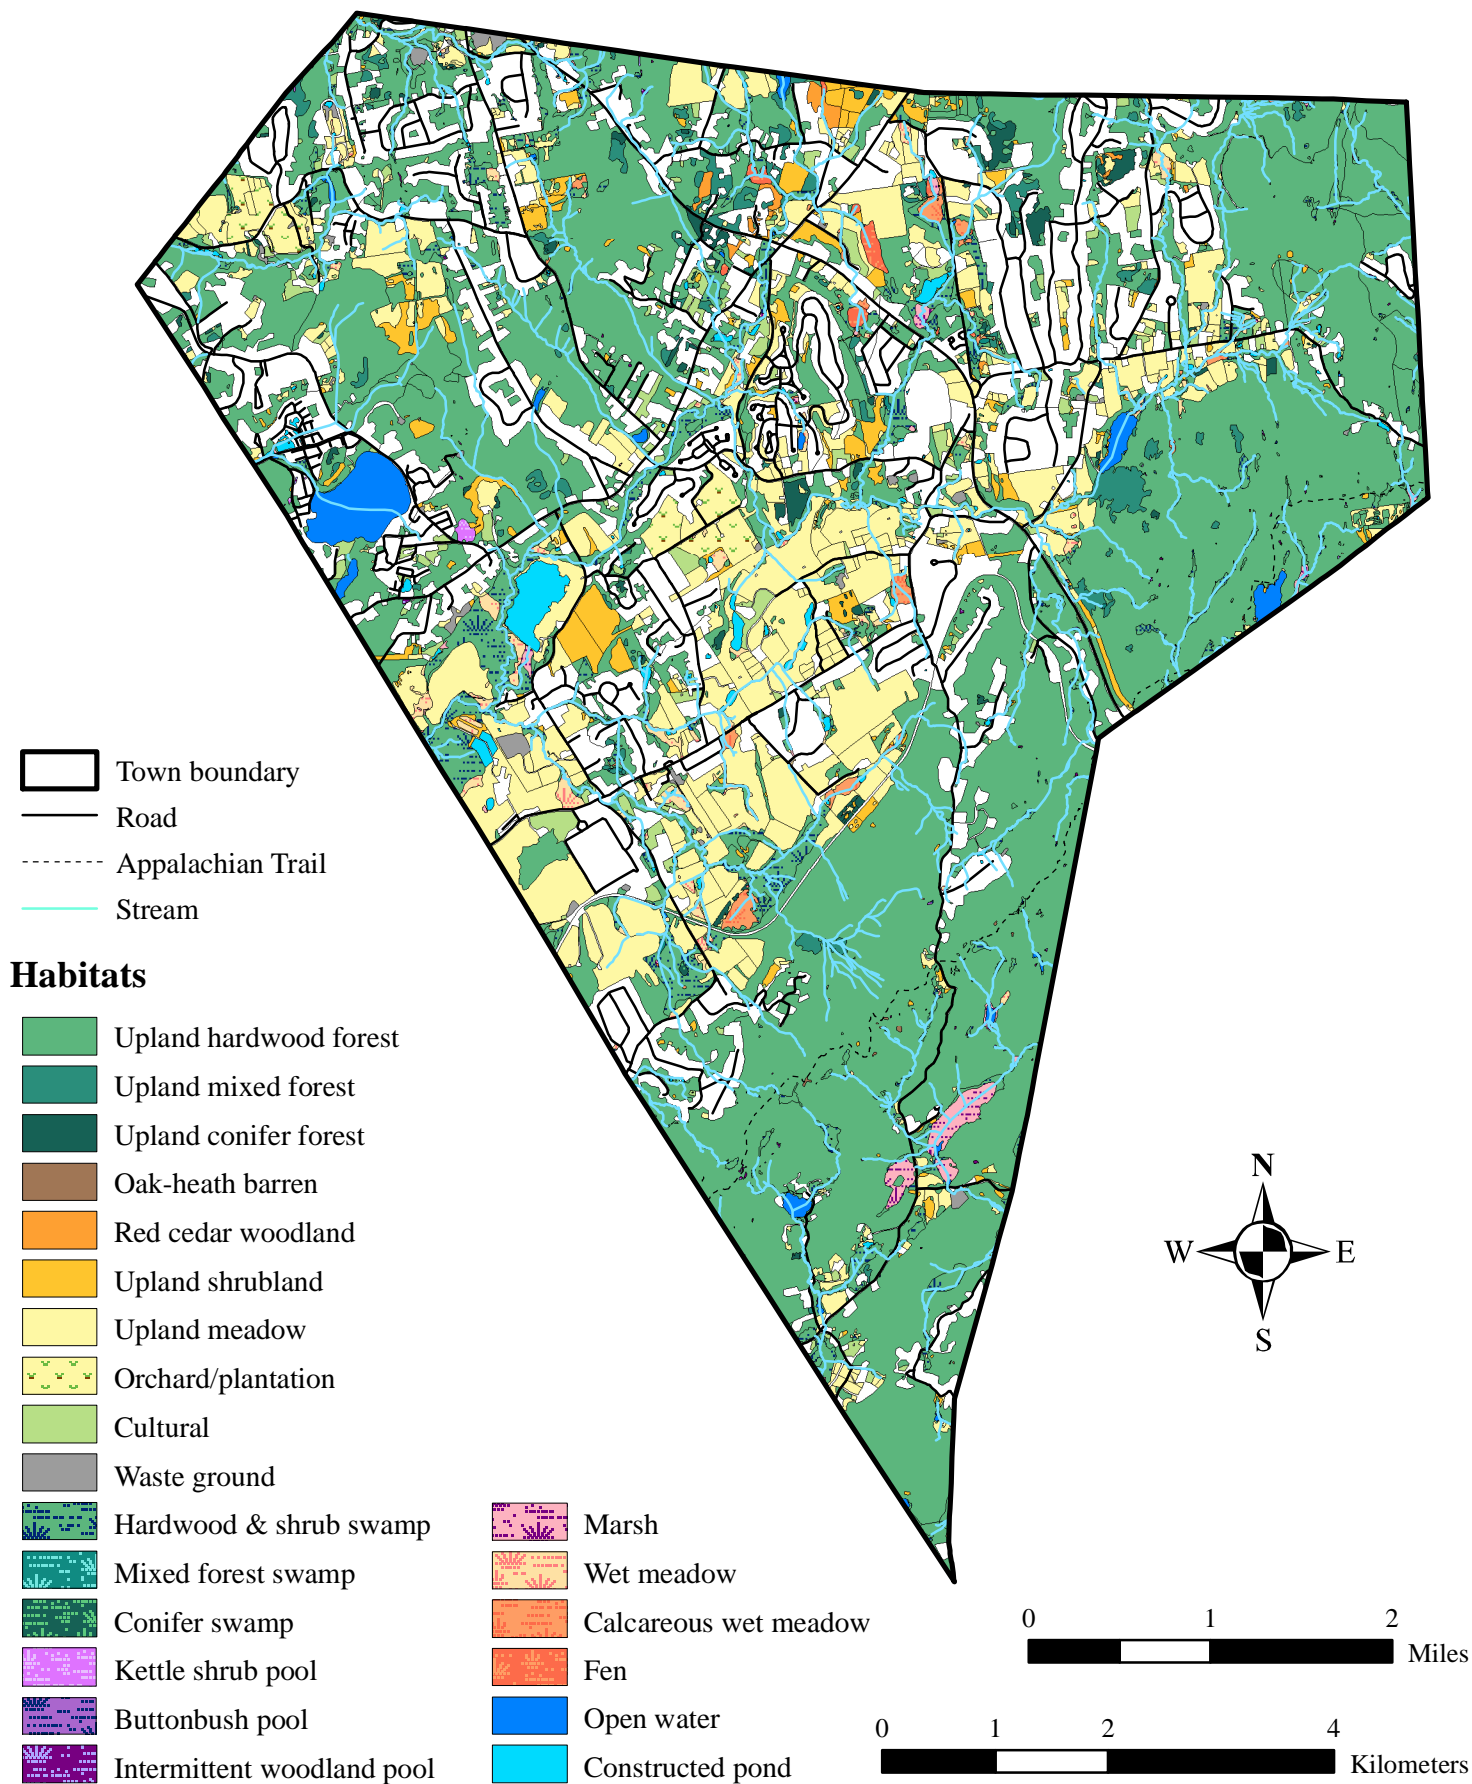 Town boundary
Road
Appalachian Trail
Stream
Habitats
Upland hardwood forest
Upland mixed forest
Upland conifer forest
Oak-heath barren
Red cedar woodland
Upland shrubland
Upland meadow
Orchard/plantation
Cultural
Waste ground
Hardwood & shrub swamp
Mixed forest swamp
Conifer swamp
Kettle shrub pool
Buttonbush pool
Intermittent woodland pool
Marsh
Wet meadow
Calcareous wet meadow
Fen
Open water
Constructed pond
N
W E
S
0 1 2
Miles
0 1 2 4
Kilometers